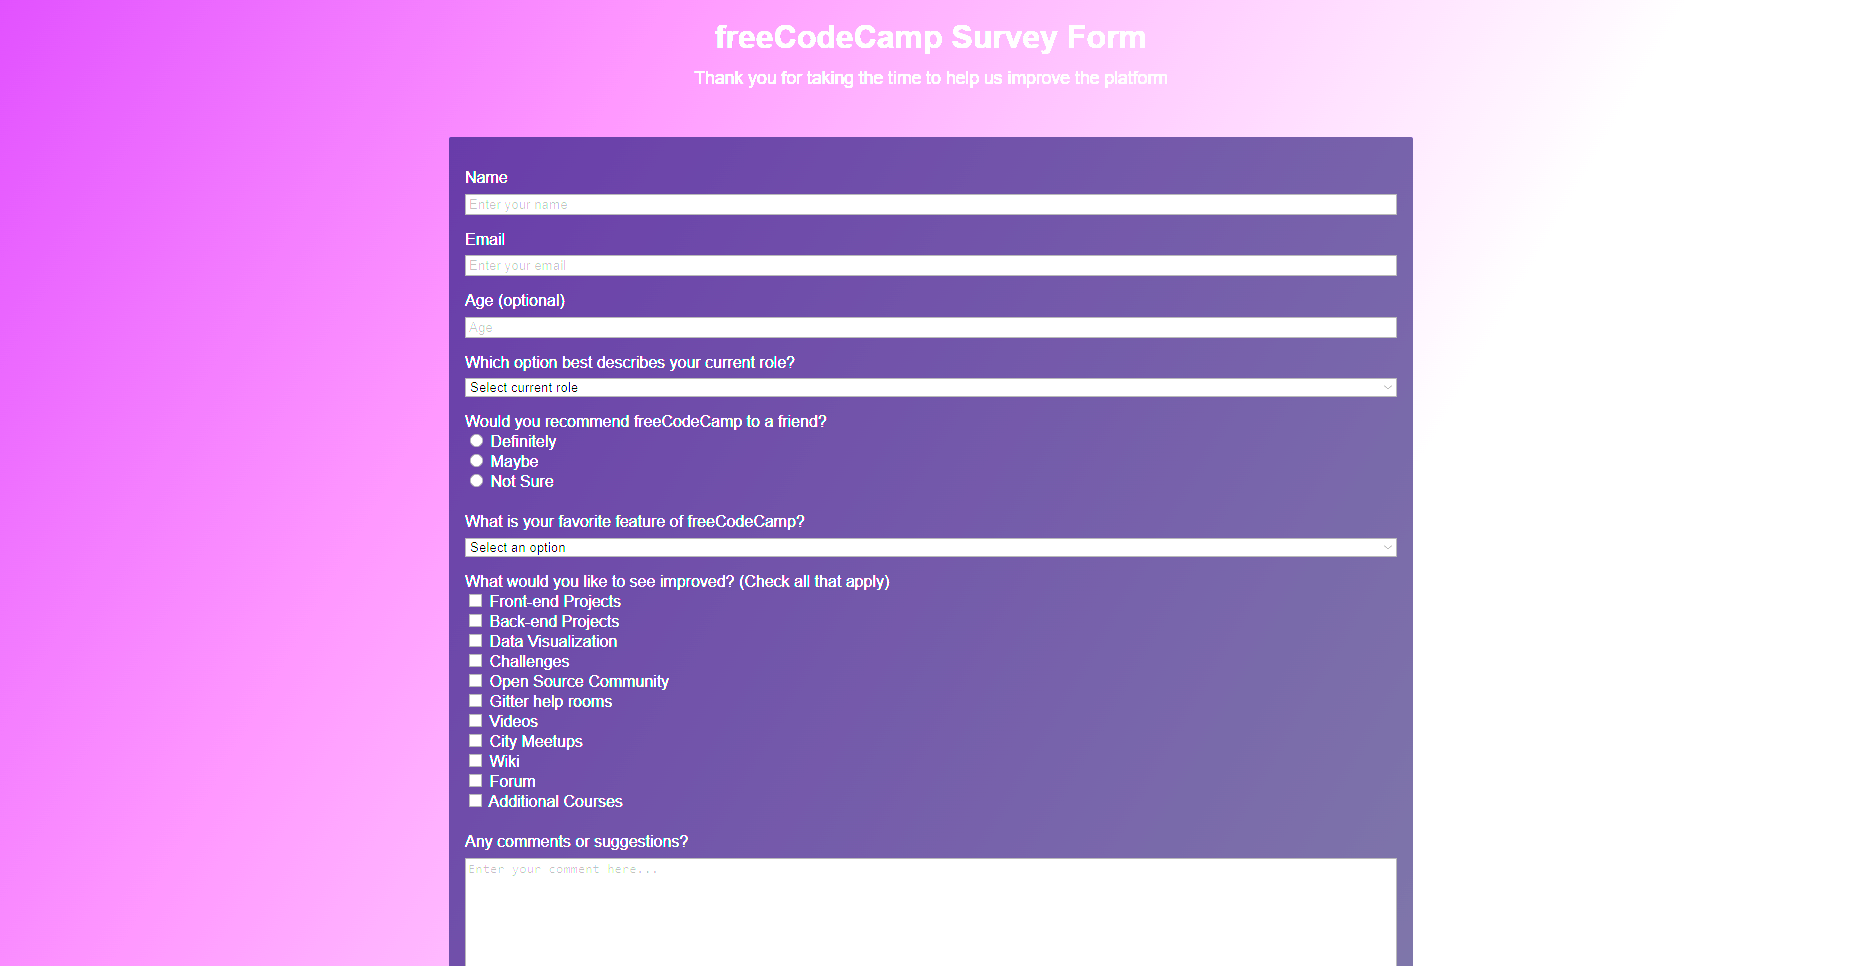 freeCodeCamp Survey Form
Thank you for taking the time to help us improve the platform
Name
Enter your name
Email
Enter your email
Age (optional)
Age
Which option best describes your current role?
Select current role
Would you recommend freeCodeCamp to a friend?
Definitely
Maybe
Not Sure
What is your favorite feature of freeCodeCamp?
Select an option
What would you like to see improved? (Check all that apply)
Front-end Projects
Back-end Projects
Data Visualization
Challenges
Open Source Community
Gitter help rooms
Videos
City Meetups
Wiki
Forum
Additional Courses
Any comments or suggestions?
Enter your comment here...